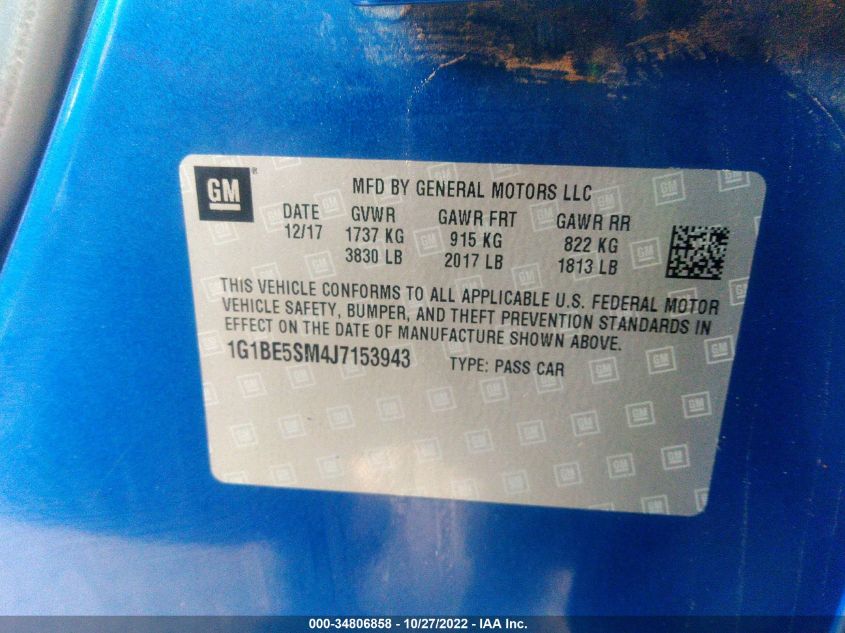 GM
MFD BY GENERAL MOTORS LLC
DATE GVWR GAWR FRT GAWR RR
12/17 1737 KG 915 KG 822 KG
3830 LB 2017 LB 1813 LB
THIS VEHICLE CONFORMS TO ALL APPLICABLE U.S. FEDERAL MOTOR
VEHICLE SAFETY, BUMPER, AND THEFT PREVENTION STANDARDS IN
EFFECT ON THE DATE OF MANUFACTURE SHOWN ABOVE.
1G1BE5SM4J7153943 TYPE: PASS CAR
000-34806858 - 10/27/2022 - IAA Inc.